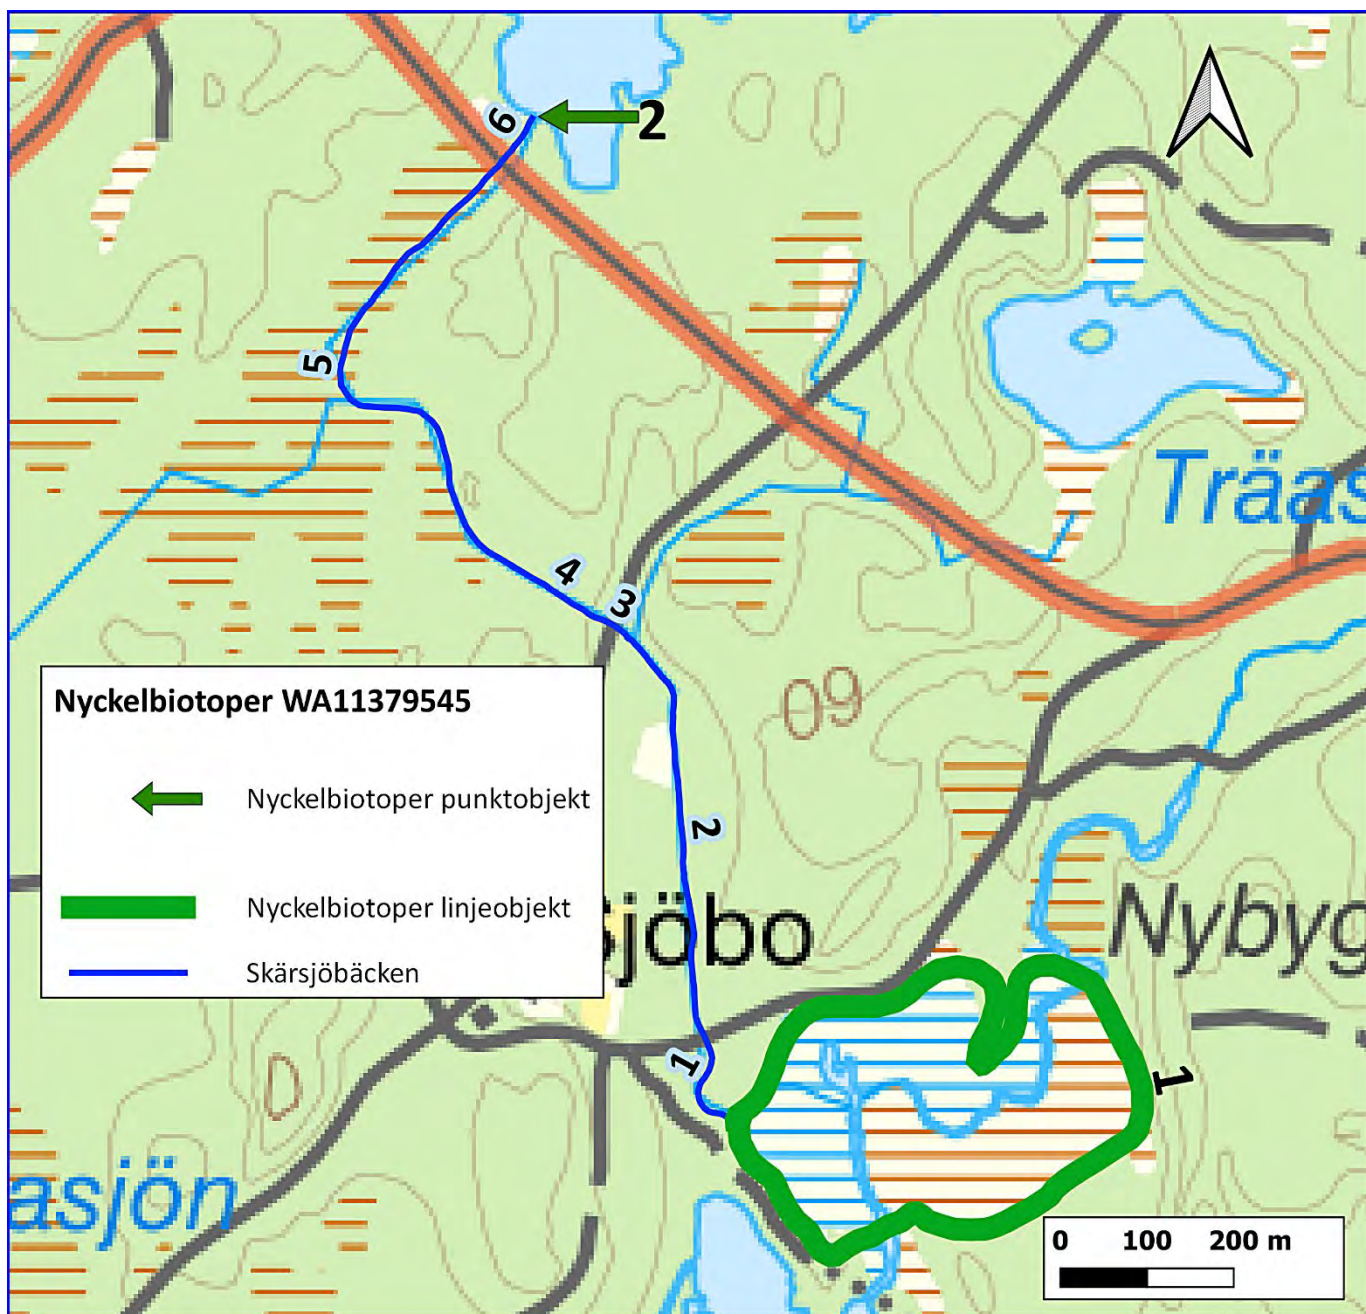 6
2
5
Träas
4
3
09
Nyckelbiotoper WA11379545
Nyckelbiotoper punktobjekt
Nyckelbiotoper linjeobjekt
Skärsjöbäcken
2
sjöbo
Nybyg
1
1
asjön
0 100 200 m